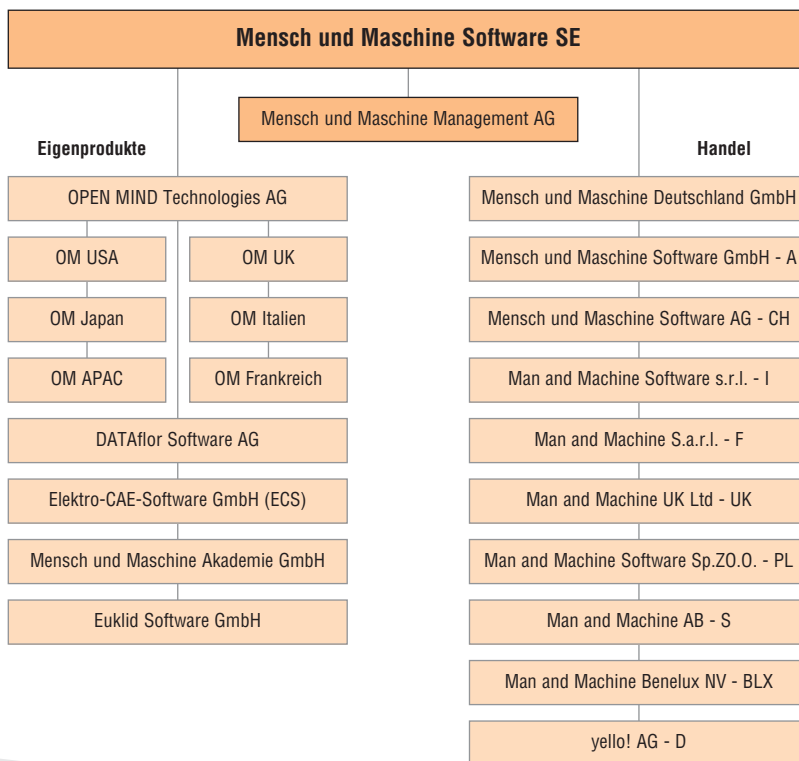 Mensch und Maschine Software SE
Mensch und Maschine Management AG
Eigenprodukte
OPEN MIND Technologies AG
OM USA
OM UK
OM Japan
OM Italien
OM APAC
OM Frankreich
DATAflor Software AG
Elektro-CAE-Software GmbH (ECS)
Mensch und Maschine Akademie GmbH
Euklid Software GmbH
Handel
Mensch und Maschine Deutschland GmbH
Mensch und Maschine Software GmbH - A
Mensch und Maschine Software AG - CH
Man and Machine Software s.r.l. - I
Man and Machine S.a.r.l. - F
Man and Machine UK Ltd - UK
Man and Machine Software Sp.ZO.O. - PL
Man and Machine AB - S
Man and Machine Benelux NV - BLX
yello! AG - D